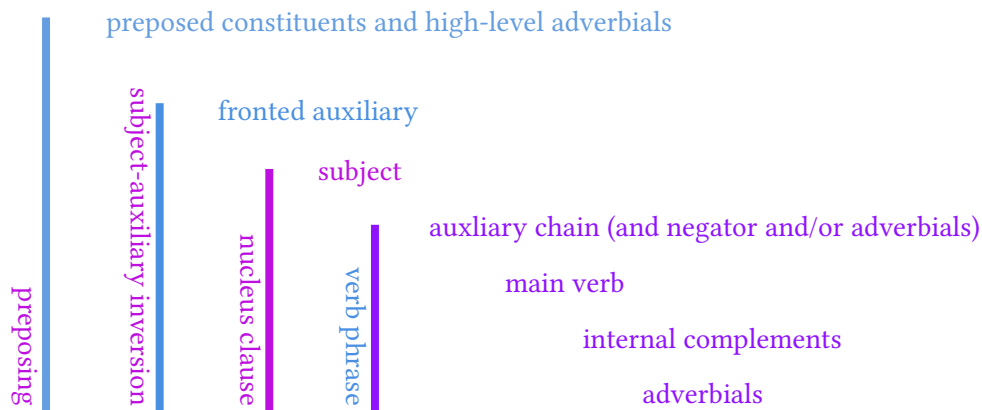 preposed constituents and high-level adverbials
fronted auxiliary
subject
auxliary chain (and negator and/or adverbials)
main verb
internal complements
adverbials
preposing
subject-auxiliary inversion
nucleus clause
verb phrase